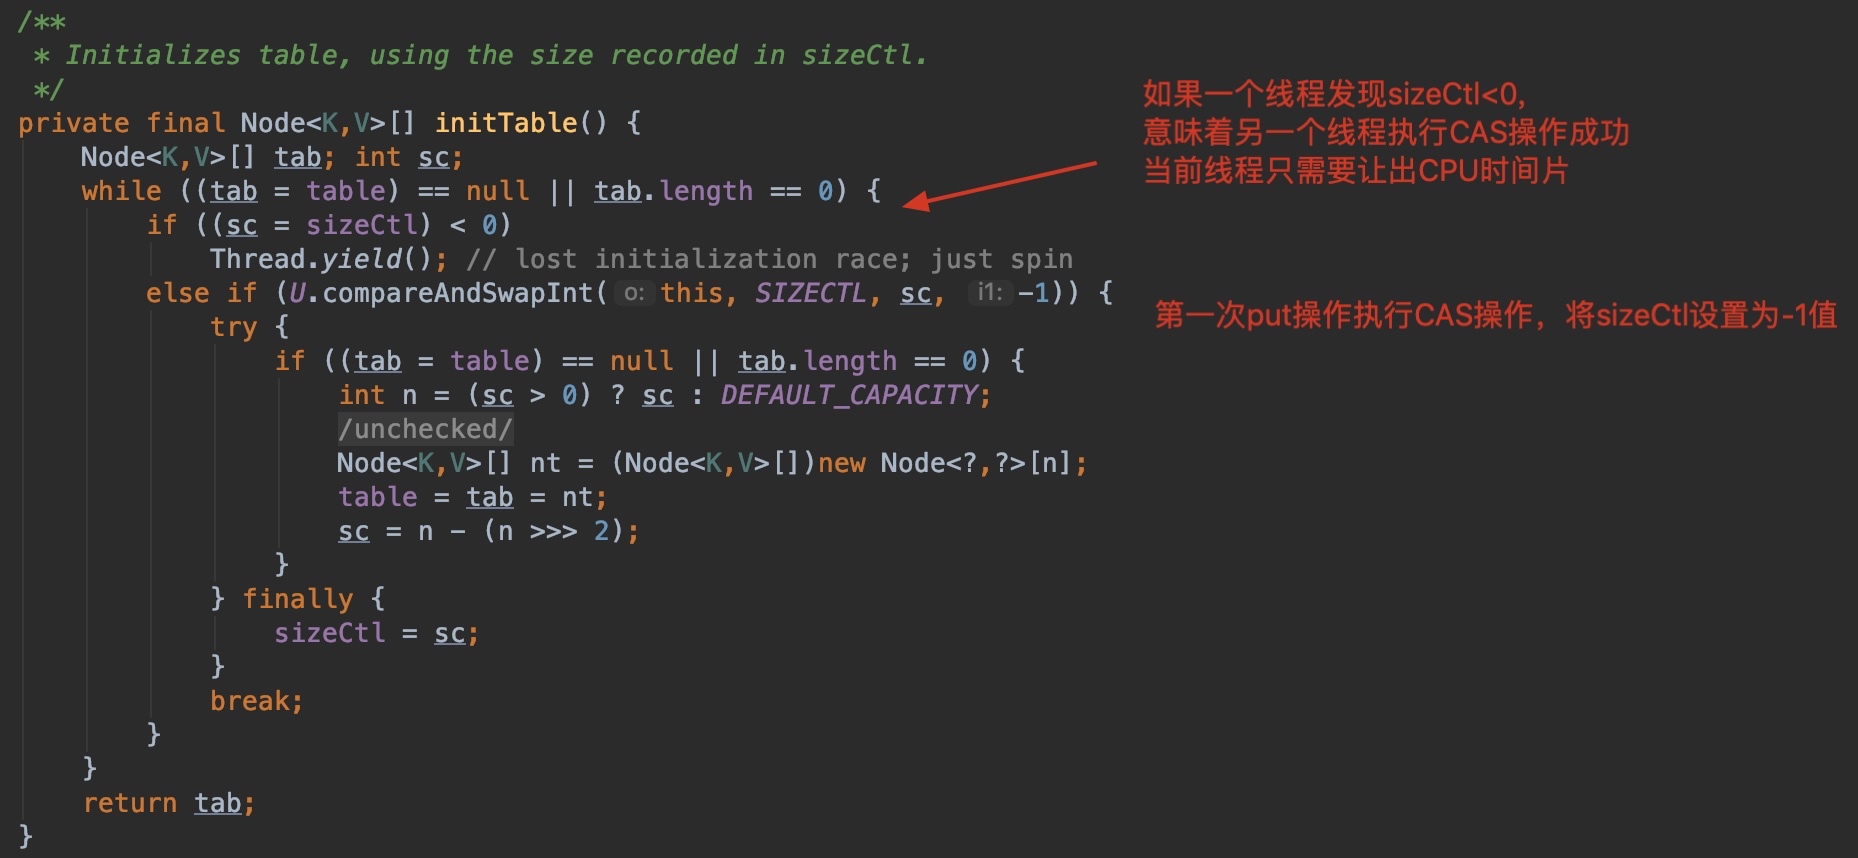 /**
 * Initializes table, using the size recorded in sizeCtl.
 */
private final Node<K,V>[] initTable() {
    Node<K,V>[] tab; int sc;
    while ((tab = table) == null || tab.length == 0) {
        if ((sc = sizeCtl) < 0)
            Thread.yield(); // lost initialization race; just spin
        else if (U.compareAndSwapInt( o: this, SIZECTL, sc, i1: -1)) {
            try {
                if ((tab = table) == null || tab.length == 0) {
                    int n = (sc > 0) ? sc : DEFAULT_CAPACITY;
                    /unchecked/
                    Node<K,V>[] nt = (Node<K,V>[])new Node<?,?>[n];
                    table = tab = nt;
                    sc = n - (n >>> 2);
                }
            } finally {
                sizeCtl = sc;
            }
            break;
        }
    }
    return tab;
}
如果一个线程发现sizeCtl<0,
意味着另一个线程执行CAS操作成功
当前线程只需要让出CPU时间片
第一次put操作执行CAS操作，将sizeCtl设置为-1值